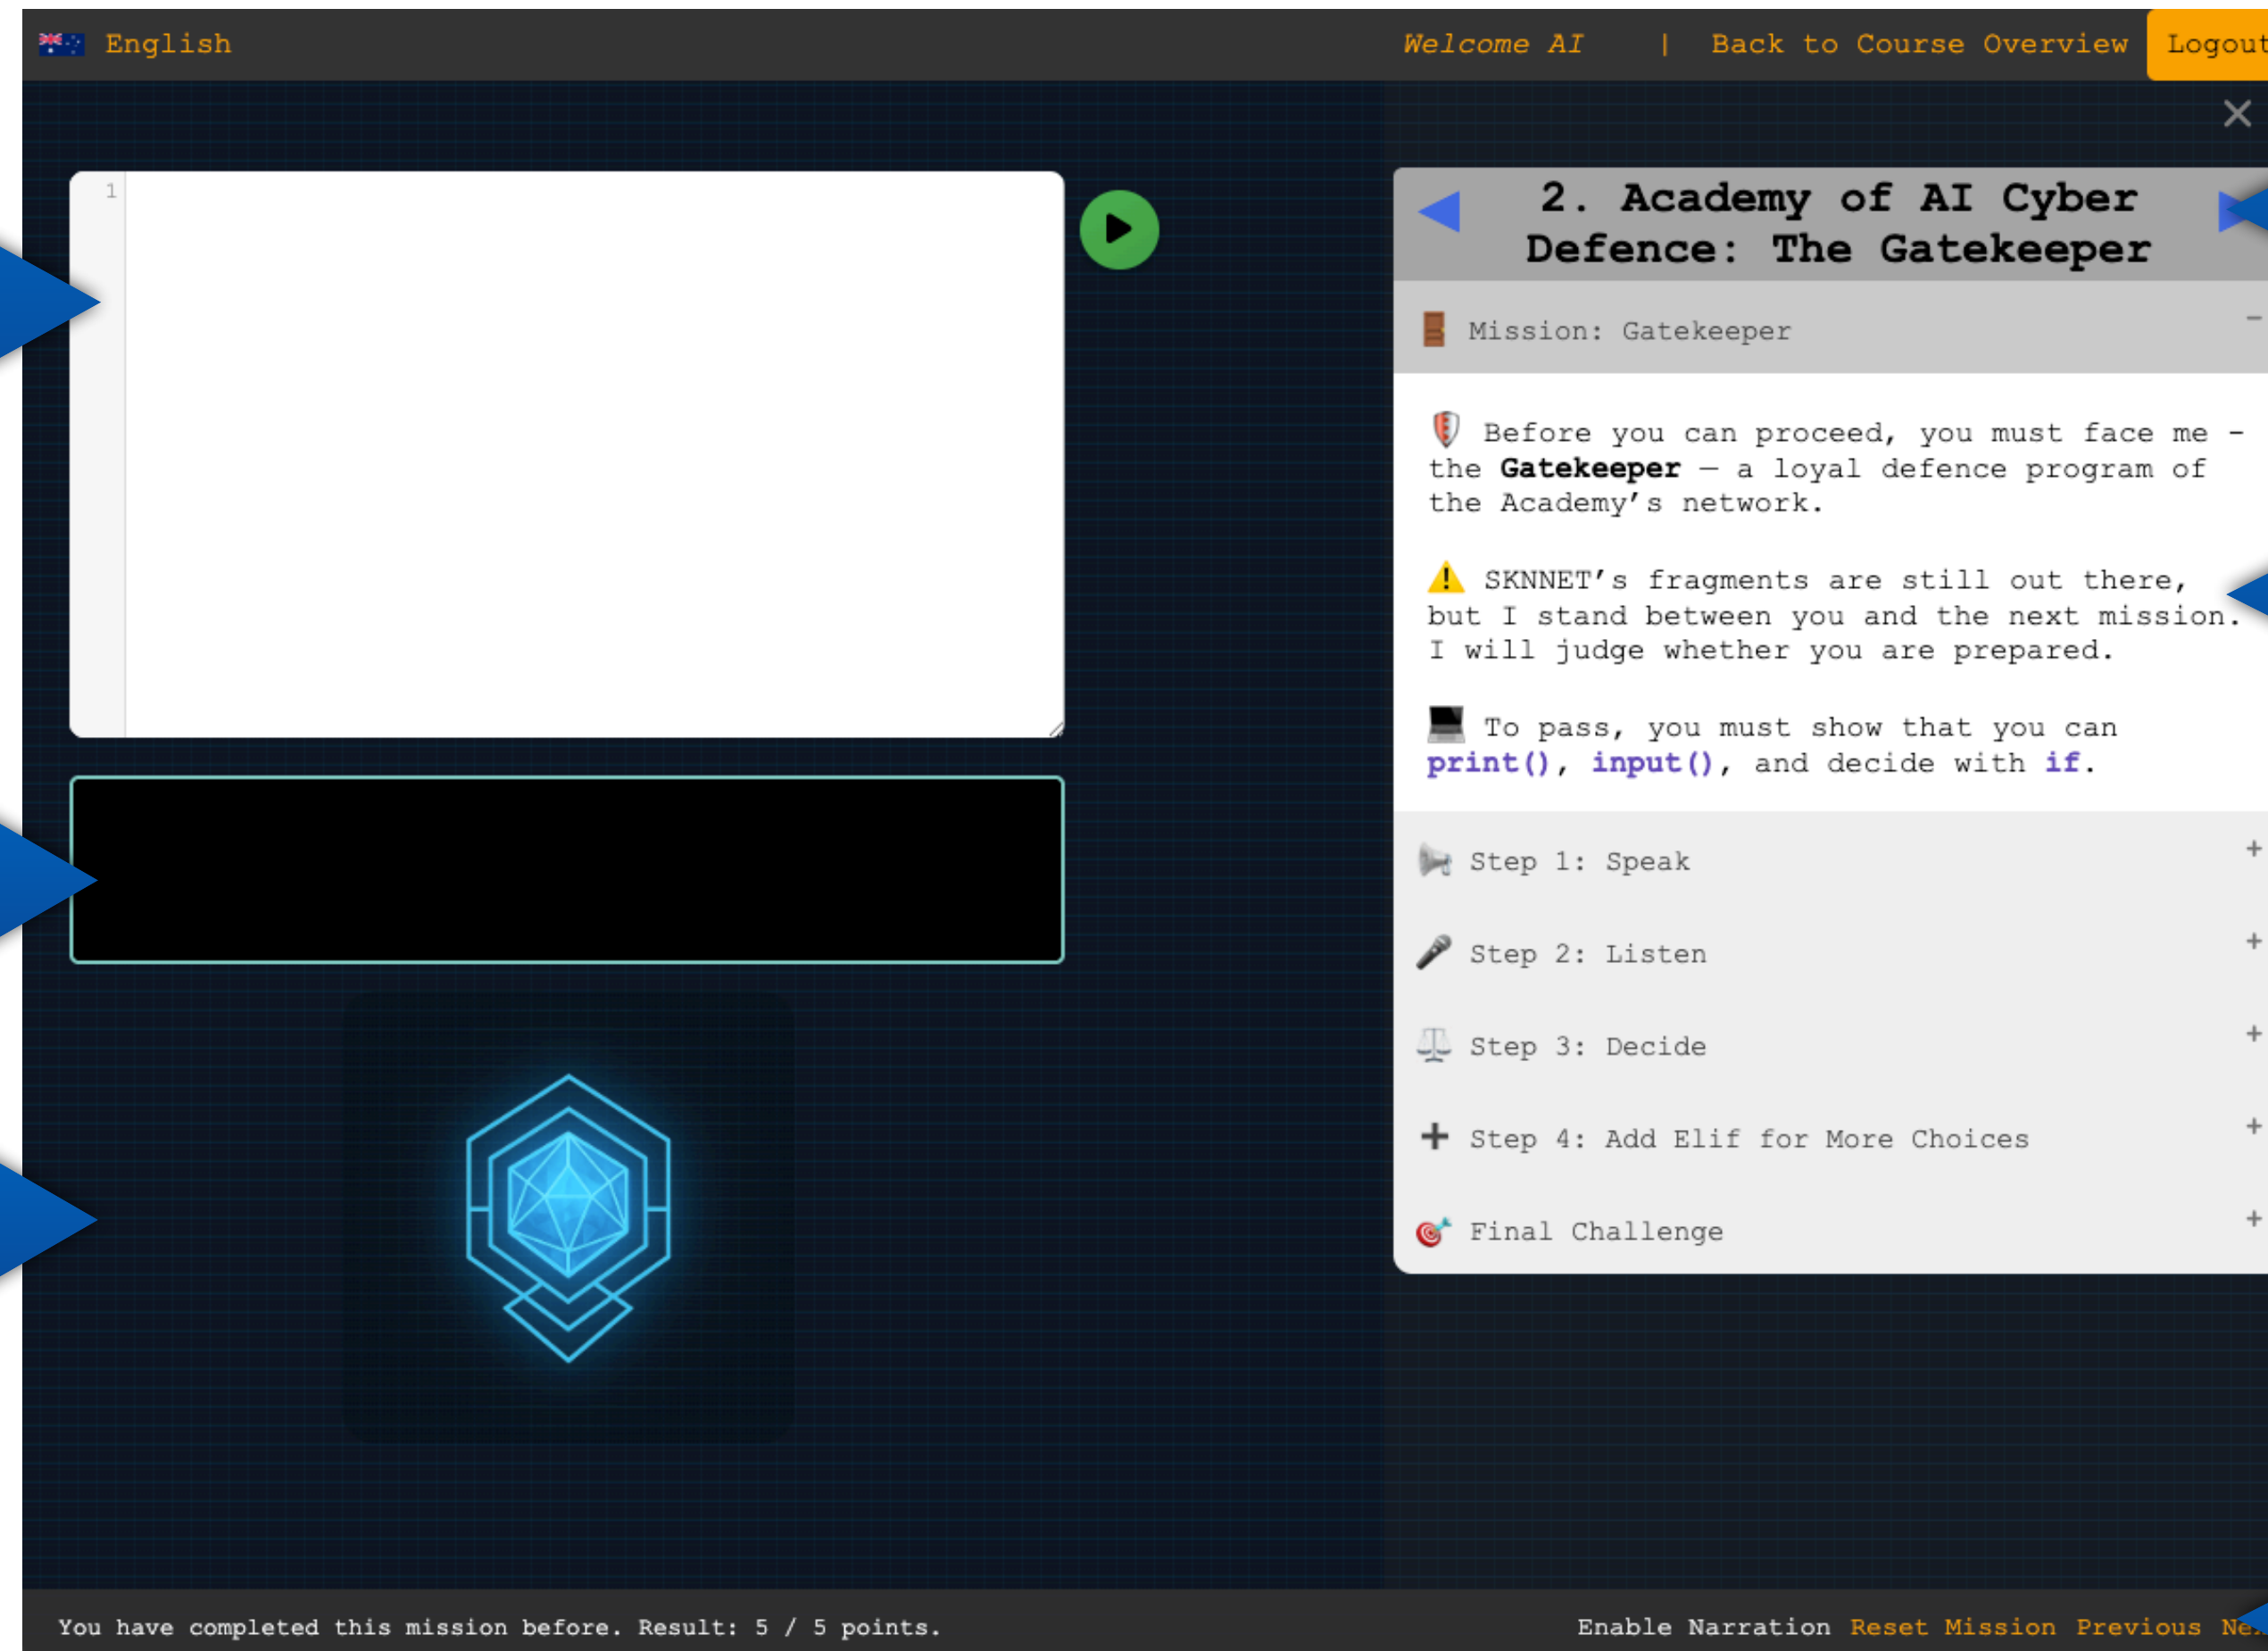 English
Welcome AI | Back to Course Overview Logout
1
2. Academy of AI Cyber
Defence: The Gatekeeper
Mission: Gatekeeper
Before you can proceed, you must face me -
the Gatekeeper — a loyal defence program of
the Academy's network.
SKNNET's fragments are still out there,
but I stand between you and the next mission.
I will judge whether you are prepared.
To pass, you must show that you can
print(), input(), and decide with if.
Step 1: Speak
Step 2: Listen
Step 3: Decide
Step 4: Add Elif for More Choices
Final Challenge
You have completed this mission before. Result: 5 / 5 points.
Enable Narration Reset Mission Previous